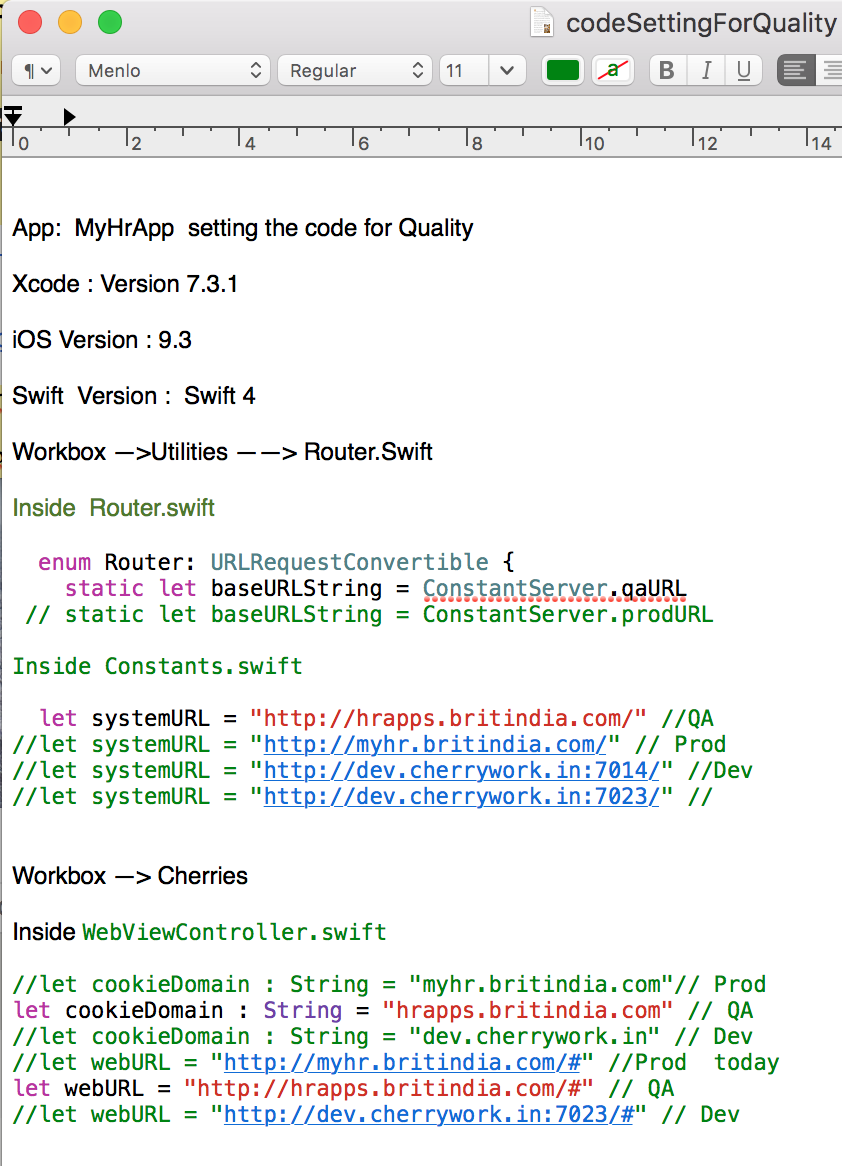 codeSettingForQuality
¶ Menlo Regular 11 a B I U
0 2 4 6 8 10 12 14
App:  MyHrApp  setting the code for Quality
Xcode : Version 7.3.1
iOS Version : 9.3
Swift  Version :  Swift 4
Workbox —>Utilities — —> Router.Swift
Inside  Router.swift
enum Router: URLRequestConvertible {
static let baseURLString = ConstantServer.qaURL
// static let baseURLString = ConstantServer.prodURL
Inside Constants.swift
let systemURL = "http://hrapps.britindia.com/" //QA
//let systemURL = "http://myhr.britindia.com/" // Prod
//let systemURL = "http://dev.cherrywork.in:7014/" //Dev
//let systemURL = "http://dev.cherrywork.in:7023/" //
Workbox —> Cherries
Inside WebViewController.swift
//let cookieDomain : String = "myhr.britindia.com"// Prod
let cookieDomain : String = "hrapps.britindia.com" // QA
//let cookieDomain : String = "dev.cherrywork.in" // Dev
//let webURL = "http://myhr.britindia.com/#" //Prod  today
let webURL = "http://hrapps.britindia.com/#" // QA
//let webURL = "http://dev.cherrywork.in:7023/#" // Dev